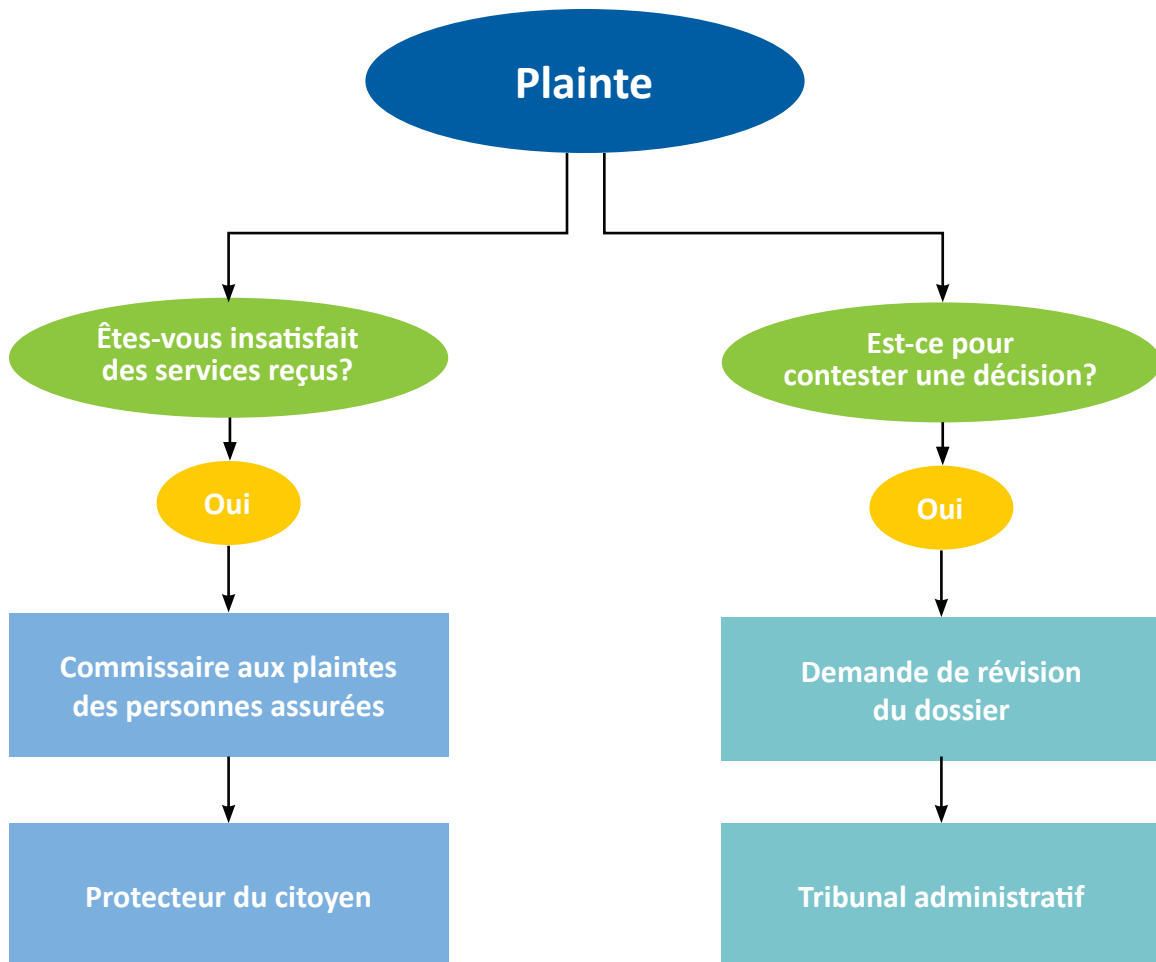 Plainte
Êtes-vous insatisfait
des services reçus?
Oui
Commissaire aux plaintes
des personnes assurées
Protecteur du citoyen
Est-ce pour
contester une décision?
Oui
Demande de révision
du dossier
Tribunal administratif